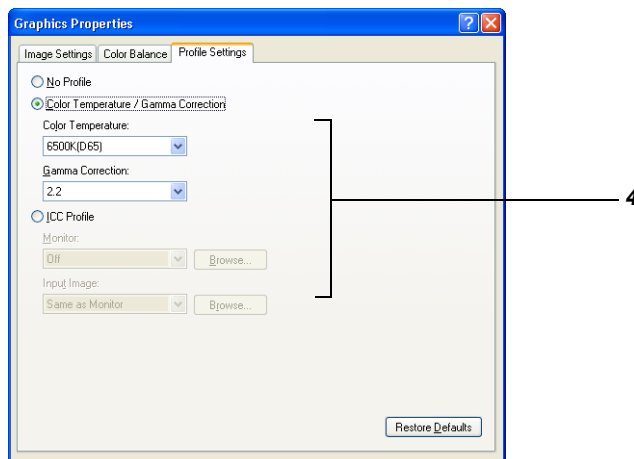 Graphics Properties
Image Settings Color Balance Profile Settings
No Profile
Color Temperature / Gamma Correction
Color Temperature:
6500K(D65)
Gamma Correction:
2.2
4
ICC Profile
Monitor:
Off Browse...
Input Image:
Same as Monitor Browse...
Restore Defaults